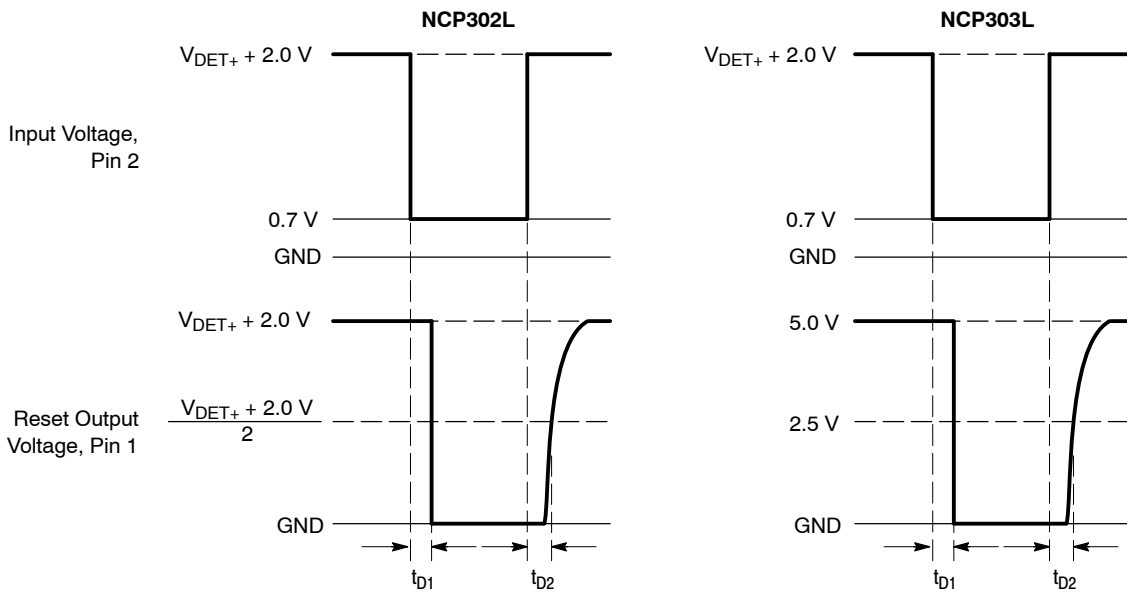 NCP302L
V_DET+ + 2.0 V
Input Voltage,
Pin 2
0.7 V
GND
V_DET+ + 2.0 V
Reset Output
Voltage, Pin 1
V_DET+ + 2.0 V
2
GND
t_D1
t_D2
NCP303L
V_DET+ + 2.0 V
0.7 V
GND
5.0 V
2.5 V
GND
t_D1
t_D2